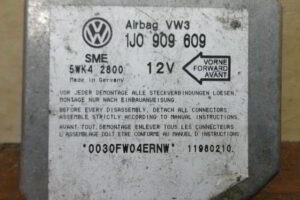 Airbag VW3
1J0 909 609
SME
5WK4 2800
Made in Germany
12V
VORNE
FORWARD
AVANT
VOR JEDER DEMONTAGE ALLE STECKVERBINDUNGEN LOESEN,
MONTAGE NUR NACH EINBAUANWEISUNG.
BEFORE EVERY DISASSEMBLY, DETACH ALL CONNECTORS
ASSEMBLE STRICTLY ACCORDING TO MANUAL INSTRUCTIONS.
AVANT TOUT DEMONTAGE ENLEVER TOUS LES CONNECTEURS
L'ASSEMBLAGE DOIT ETRE CONFORME AU MANUEL D'INSTRUCTIONS
*0030FW04ERNW* 11980210.